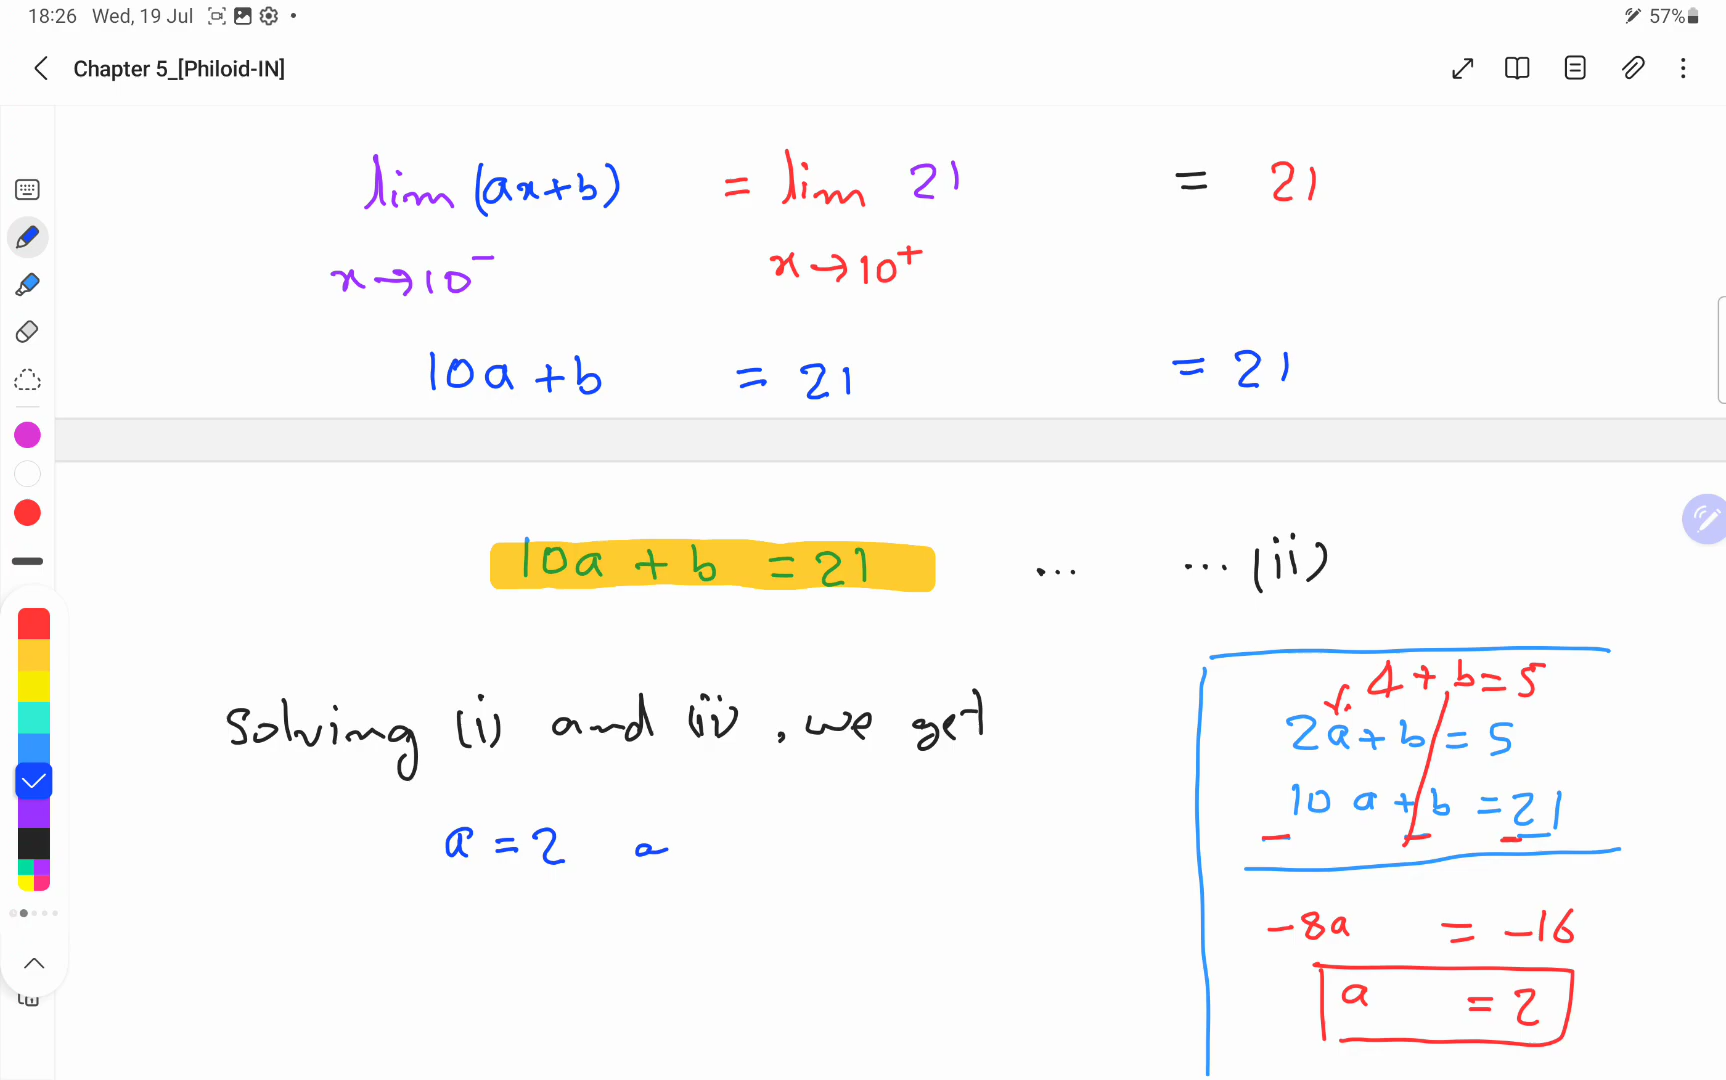 18:26 Wed, 19 Jul 57%
Chapter 5_[Philoid-IN]
lim (ax+b) = lim 21 = 21
x→10⁻ x→10⁺
10a+b = 21 = 21
10a + b = 21 ... ... (ii)
Solving (i) and (ii), we get
a = 2 a
4 + b = 5
2a + b = 5
10 a + b = 21
-8a = -16
a = 2